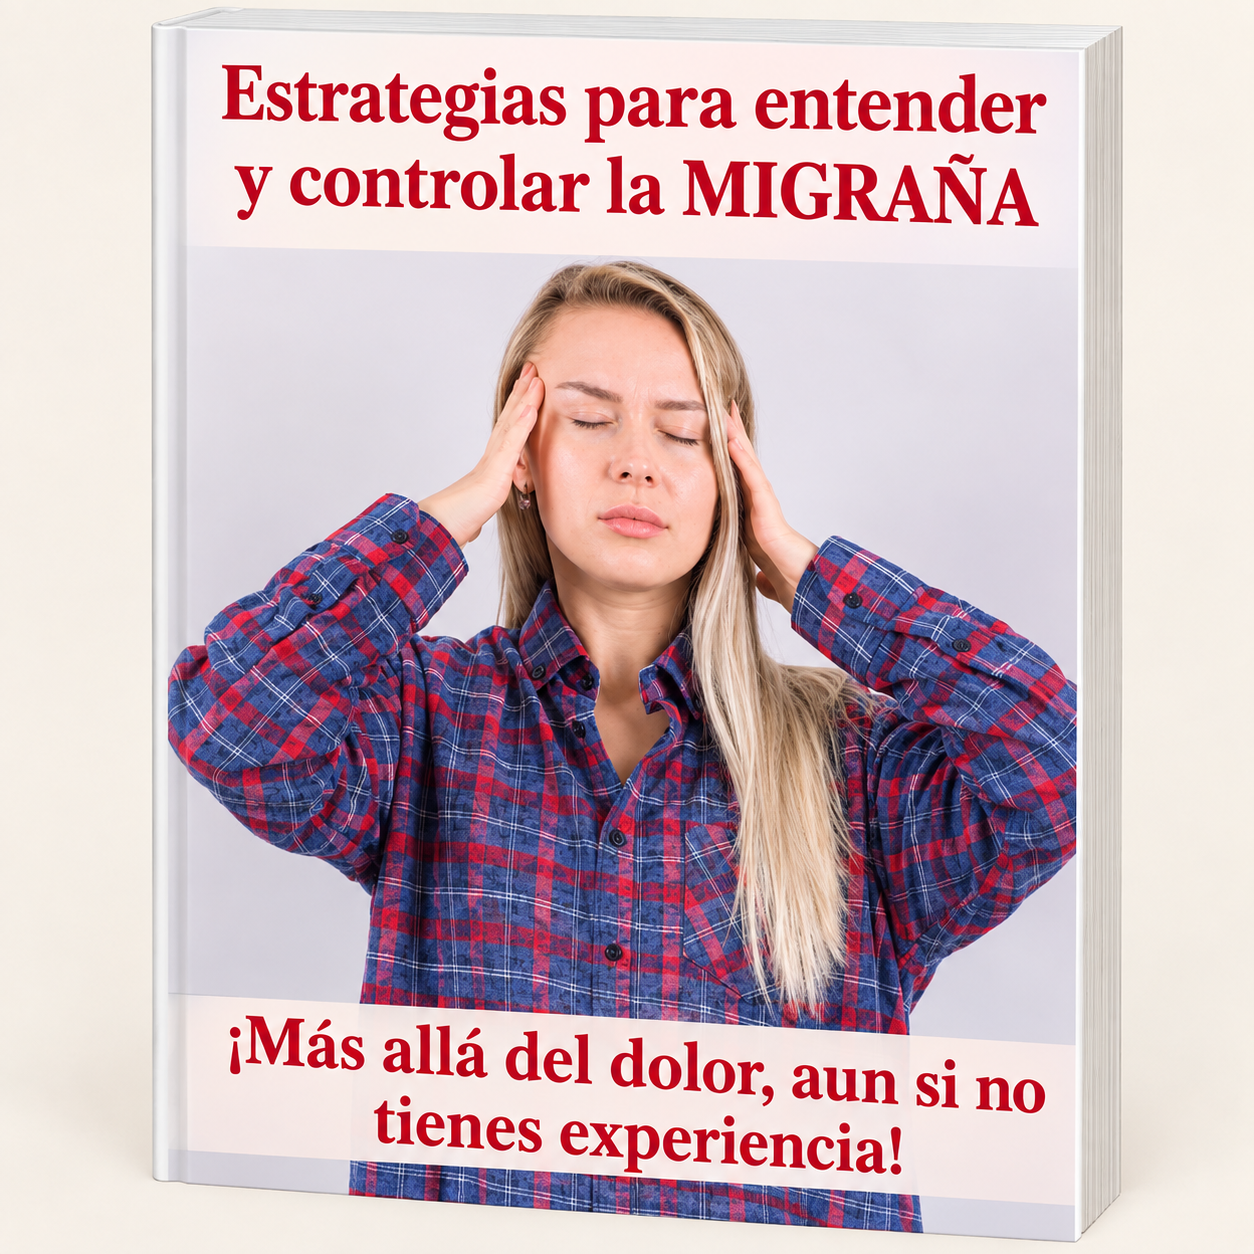 Estrategias para entender
y controlar la MIGRAÑA
¡Más allá del dolor, aun si no
tienes experiencia!